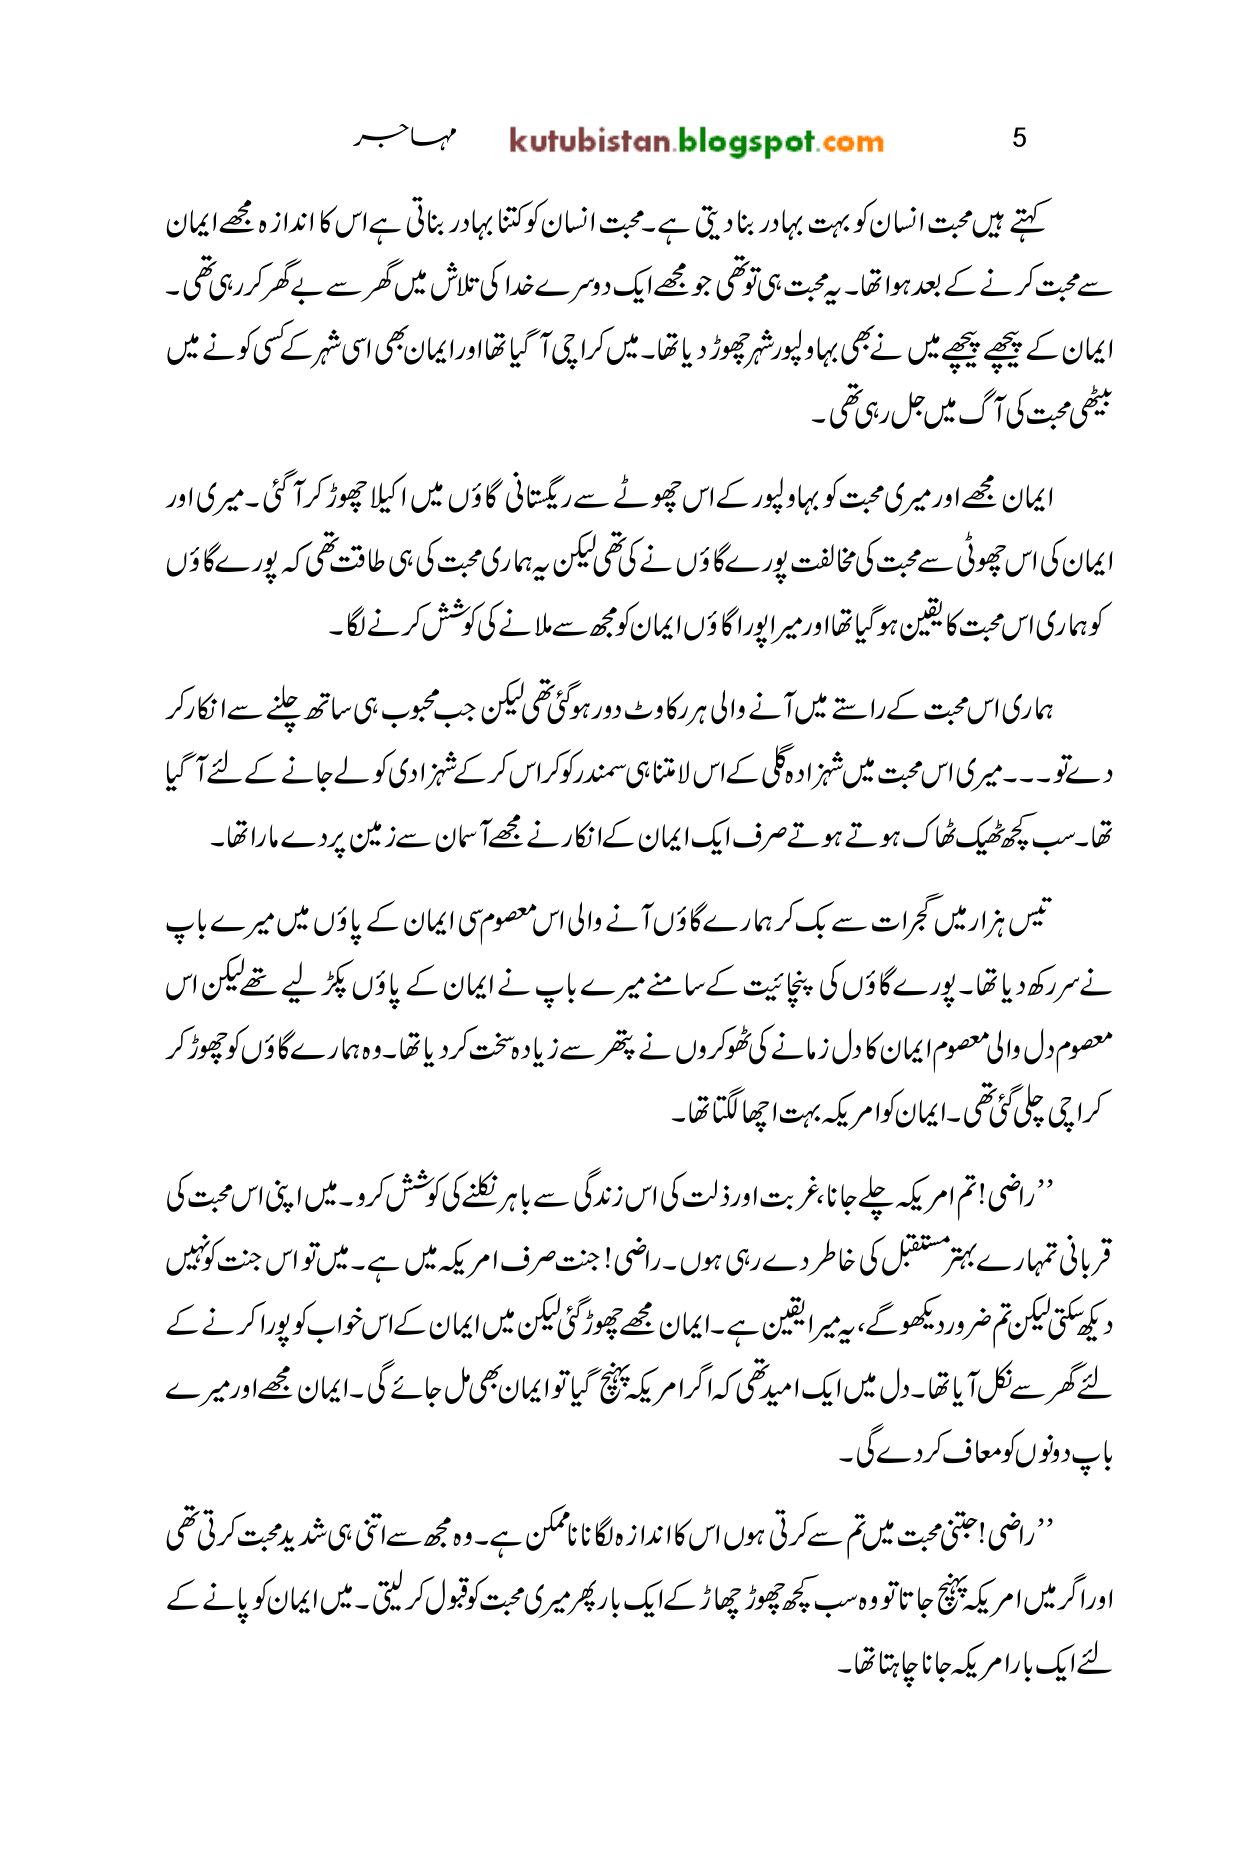 5 kutubistan.blogspot.com مہاجر
کہتے ہیں محبت انسان کو بہت بہادر بنا دیتی ہے۔ محبت انسان کو کتنا بہادر بناتی ہے اس کا اندازہ مجھے ایمان
سے محبت کرنے کے بعد ہوا تھا۔ یہ محبت ہی تو تھی جو مجھے ایک دوسرے خدا کی تلاش میں گھر سے بے گھر کر رہی تھی۔
ایمان کے پیچھے پیچھے میں نے بھی بہاولپور شہر چھوڑ دیا تھا۔ میں کراچی آ گیا تھا اور ایمان بھی اسی شہر کے کسی کونے میں
بیٹھی محبت کی آگ میں جل رہی تھی۔
ایمان مجھے اور میری محبت کو بہاولپور کے اس چھوٹے سے ریگستانی گاؤں میں اکیلا چھوڑ کر آ گئی۔ میری اور
ایمان کی اس چھوٹی سے محبت کی مخالفت پورے گاؤں نے کی تھی لیکن یہ ہماری محبت کی ہی طاقت تھی کہ پورے گاؤں
کو ہماری اس محبت کا یقین ہو گیا تھا اور میرا پورا گاؤں ایمان کو مجھ سے ملانے کی کوشش کرنے لگا۔
ہماری اس محبت کے راستے میں آنے والی ہر رکاوٹ دور ہو گئی تھی لیکن جب محبوب ہی ساتھ چلنے سے انکار کر
دے تو ۔۔۔ میری اس محبت میں شہزادہ گلی کے اس لامتناہی سمندر کو کراس کر کے شہزادی کو لے جانے کے لئے آ گیا
تھا۔ سب کچھ ٹھیک ٹھاک ہوتے ہوتے صرف ایک ایمان کے انکار نے مجھے آسمان سے زمین پر دے مارا تھا۔
تیس ہزار میں گجرات سے بک کر ہمارے گاؤں آنے والی اس معصوم سی ایمان کے پاؤں میں میرے باپ
نے سر رکھ دیا تھا۔ پورے گاؤں کی پنچائیت کے سامنے میرے باپ نے ایمان کے پاؤں پکڑ لیے تھے لیکن اس
معصوم دل والی معصوم ایمان کا دل زمانے کی ٹھوکروں نے پتھر سے زیادہ سخت کر دیا تھا۔ وہ ہمارے گاؤں کو چھوڑ کر
کراچی چلی گئی تھی۔ ایمان کو امریکہ بہت اچھا لگتا تھا۔
’’راضی! تم امریکہ چلے جانا، غربت اور ذلت کی اس زندگی سے باہر نکلنے کی کوشش کرو۔ میں اپنی اس محبت کی
قربانی تمہارے بہتر مستقبل کی خاطر دے رہی ہوں۔ راضی! جنت صرف امریکہ میں ہے۔ میں تو اس جنت کو نہیں
دیکھ سکتی لیکن تم ضرور دیکھو گے، یہ میرا یقین ہے۔ ایمان مجھے چھوڑ گئی لیکن میں ایمان کے اس خواب کو پورا کرنے کے
لئے گھر سے نکل آیا تھا۔ دل میں ایک امید تھی کہ اگر امریکہ پہنچ گیا تو ایمان بھی مل جائے گی۔ ایمان مجھے اور میرے
باپ دونوں کو معاف کر دے گی۔
’’راضی! جتنی محبت میں تم سے کرتی ہوں اس کا اندازہ لگانا ناممکن ہے۔ وہ مجھ سے اتنی ہی شدید محبت کرتی تھی
اور اگر میں امریکہ پہنچ جاتا تو وہ سب کچھ چھوڑ چھاڑ کے ایک بار پھر میری محبت کو قبول کر لیتی۔ میں ایمان کو پانے کے
لئے ایک بار امریکہ جانا چاہتا تھا۔